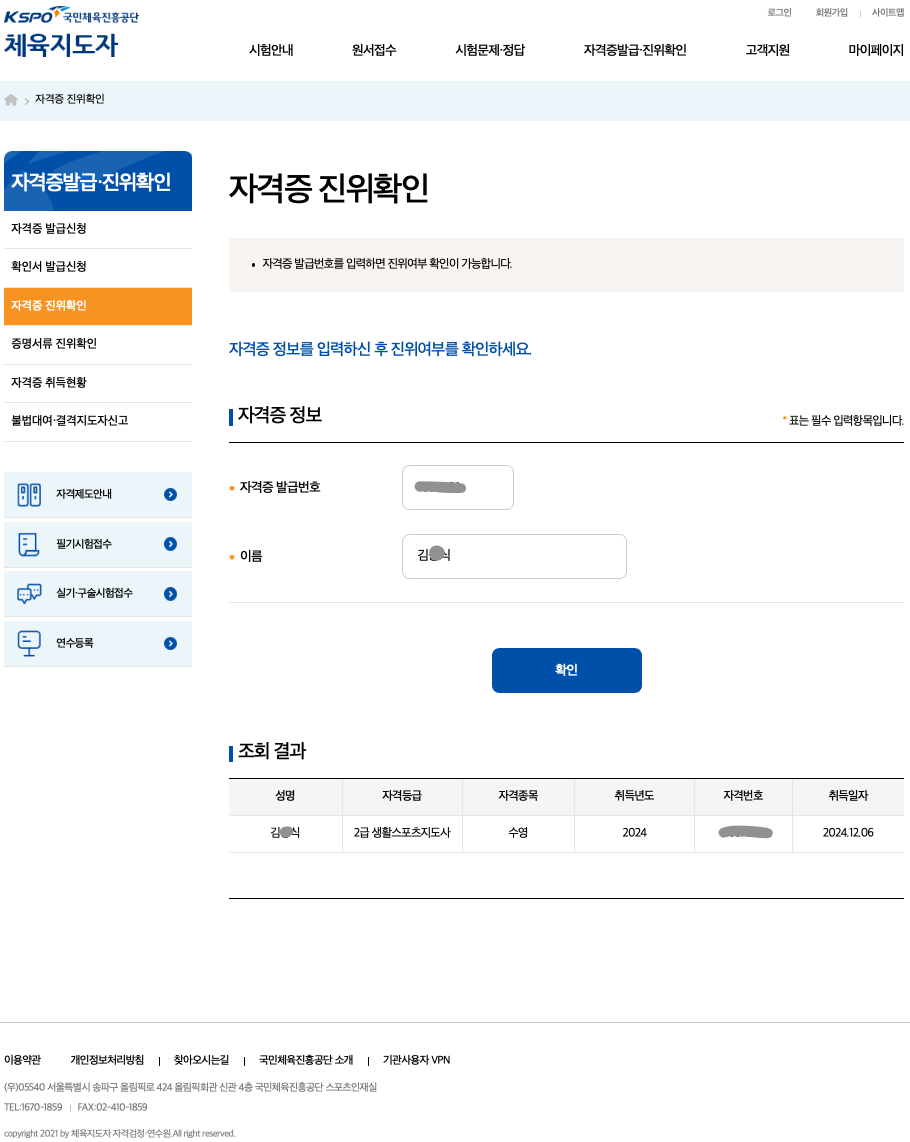 로그인 회원가입 사이트맵
KSPO 국민체육진흥공단
체육지도자
시험안내 원서접수 시험문제·정답 자격증발급·진위확인 고객지원 마이페이지
자격증 진위확인
자격증발급·진위확인
자격증 발급신청
확인서 발급신청
자격증 진위확인
증명서류 진위확인
자격증 취득현황
불법대여·결격지도자신고
자격제도안내
필기시험접수
실기·구술시험접수
연수등록
자격증 진위확인
• 자격증 발급번호를 입력하면 진위여부 확인이 가능합니다.
자격증 정보를 입력하신 후 진위여부를 확인하세요.
자격증 정보
* 표는 필수 입력항목입니다.
자격증 발급번호
이름 김 식
확인
조회 결과
성명 자격등급 자격종목 취득년도 자격번호 취득일자
김 식 2급 생활스포츠지도사 수영 2024 2024.12.06
이용약관 개인정보처리방침 찾아오시는길 국민체육진흥공단 소개 기관사용자 VPN
(우)05540 서울특별시 송파구 올림픽로 424 올림픽회관 신관 4층 국민체육진흥공단 스포츠인재실
TEL:1670-1859 FAX:02-410-1859
copyright 2021 by 체육지도자 자격검정·연수원.All right reserved.